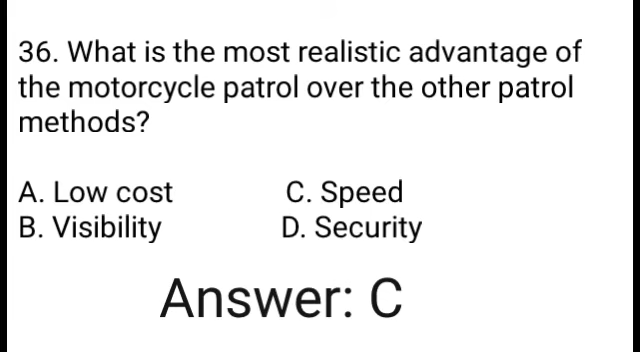 36. What is the most realistic advantage of
the motorcycle patrol over the other patrol
methods?
A. Low cost C. Speed
B. Visibility D. Security
Answer: C